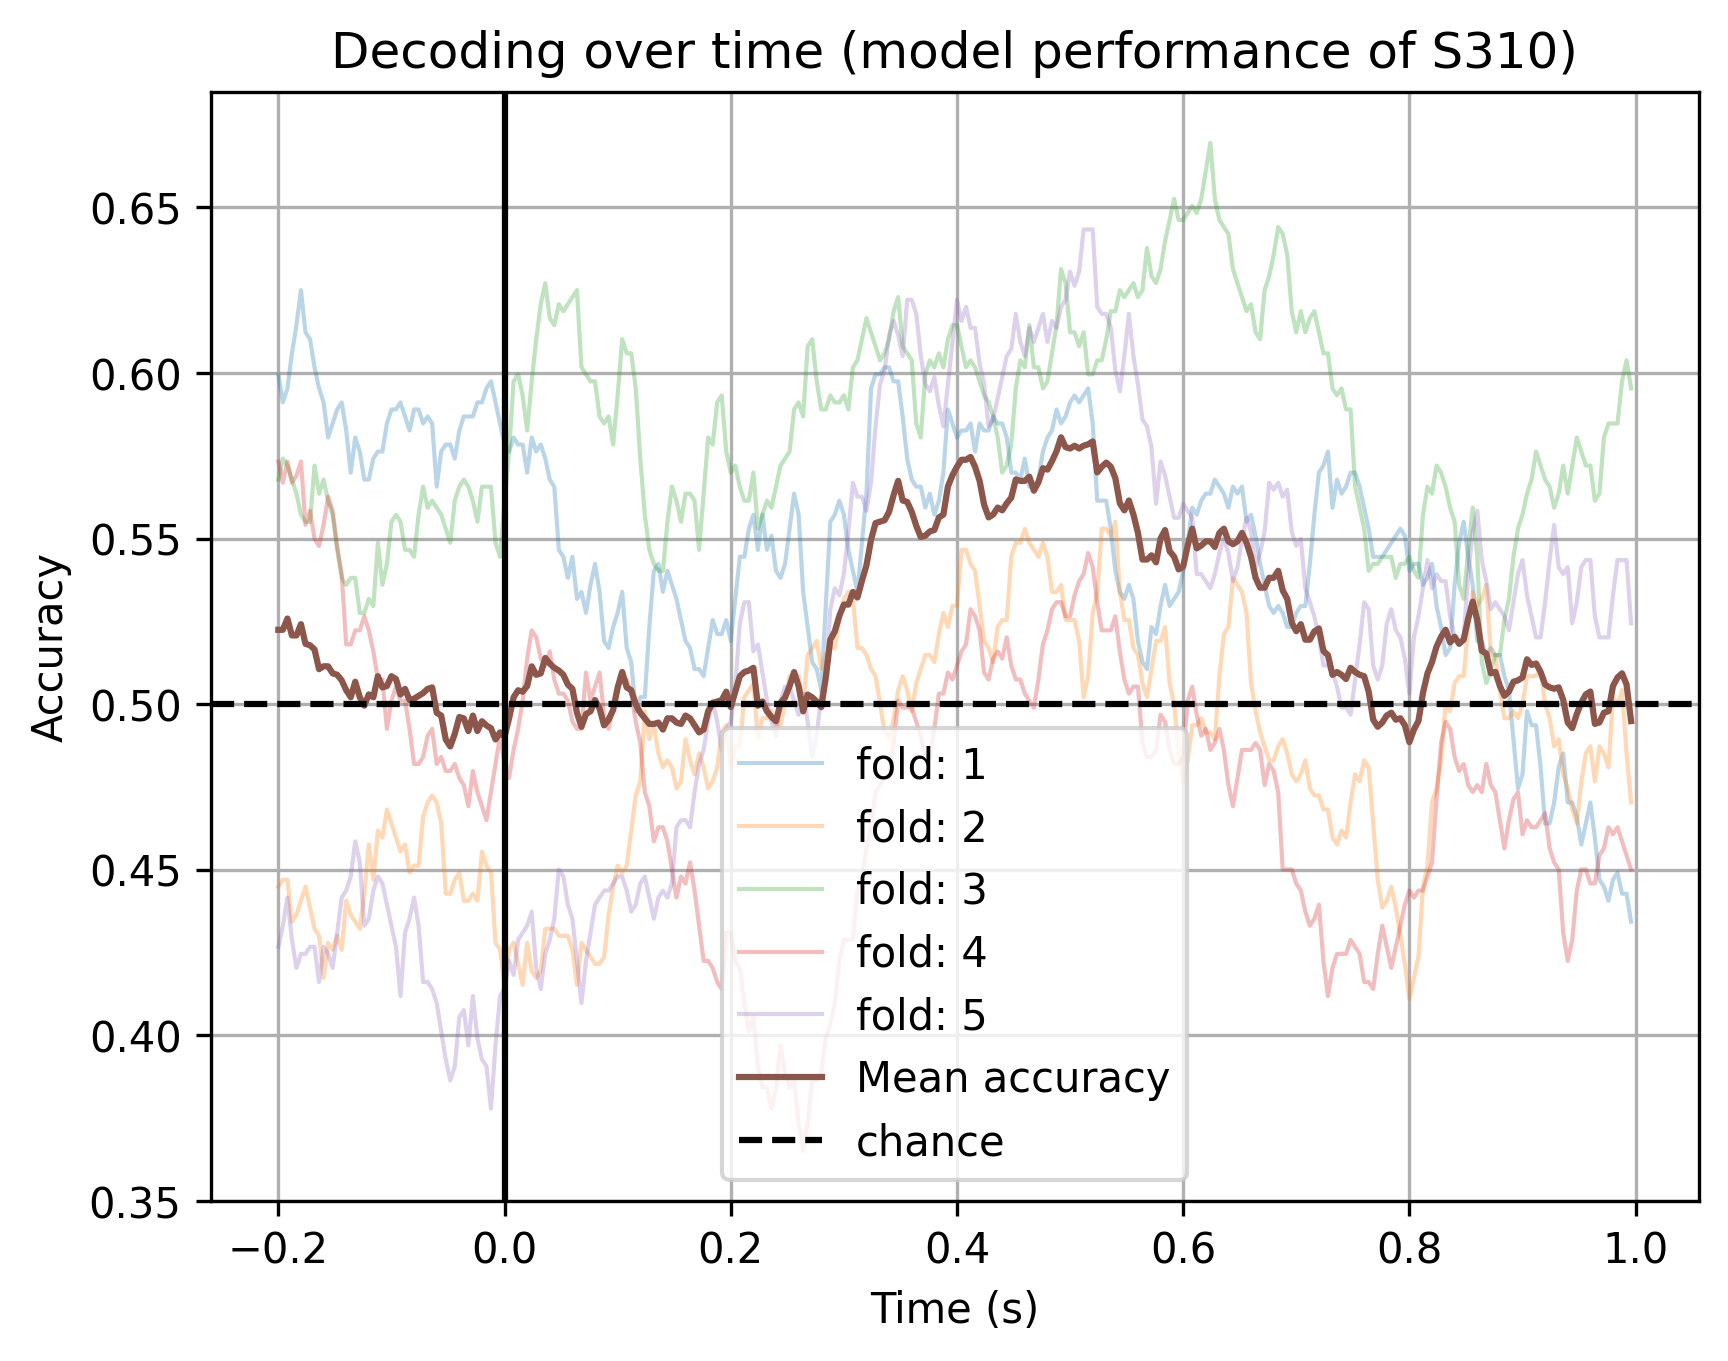 Decoding over time (model performance of S310)
Accuracy
0.65
0.60
0.55
0.50
0.45
0.40
0.35
fold: 1
fold: 2
fold: 3
fold: 4
fold: 5
Mean accuracy
chance
−0.2 0.0 0.2 0.4 0.6 0.8 1.0
Time (s)